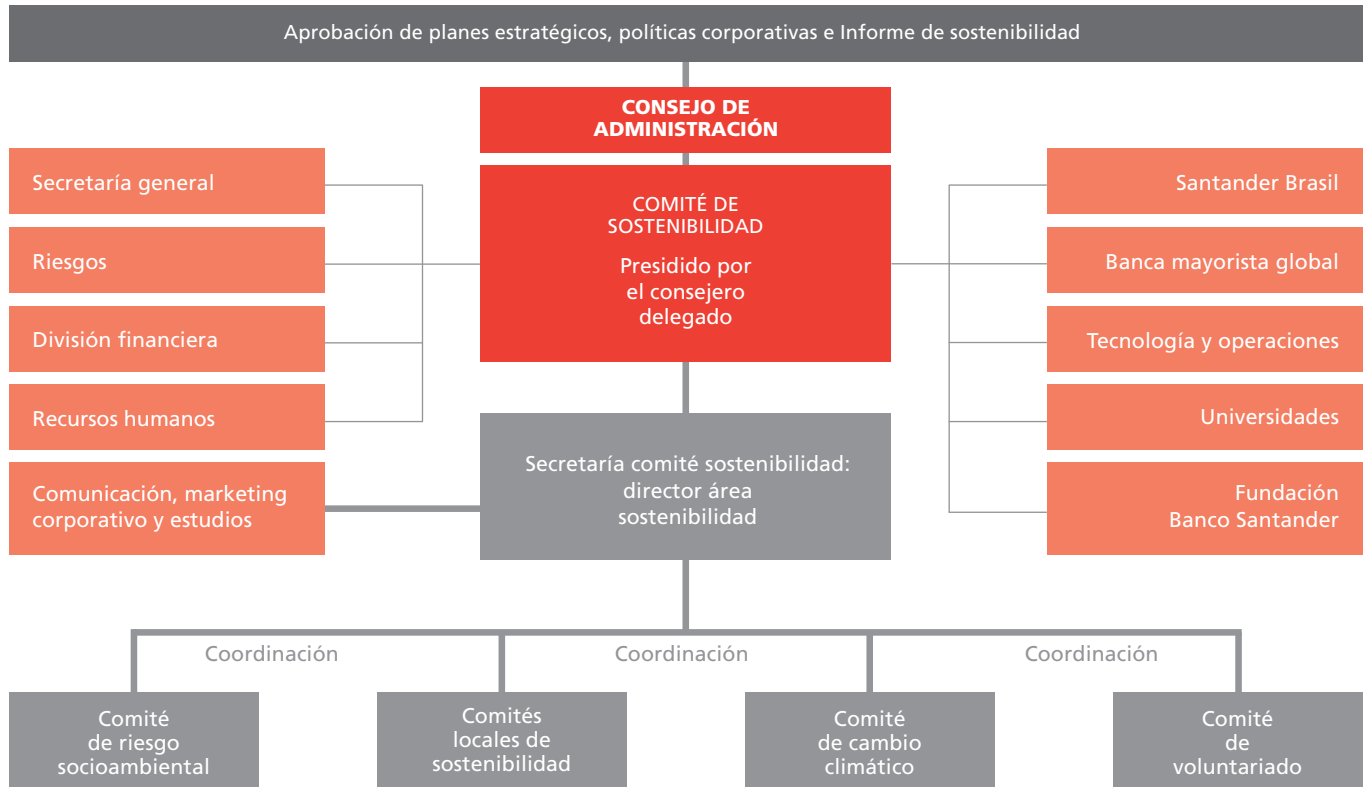 Aprobación de planes estratégicos, políticas corporativas e Informe de sostenibilidad
CONSEJO DE
ADMINISTRACIÓN
COMITÉ DE
SOSTENIBILIDAD
Presidido por
el consejero
delegado
Secretaría general
Riesgos
División financiera
Recursos humanos
Comunicación, marketing
corporativo y estudios
Santander Brasil
Banca mayorista global
Tecnología y operaciones
Universidades
Fundación
Banco Santander
Secretaría comité sostenibilidad:
director área
sostenibilidad
Coordinación
Coordinación
Coordinación
Comité
de riesgo
socioambiental
Comités
locales de
sostenibilidad
Comité
de cambio
climático
Comité
de
voluntariado